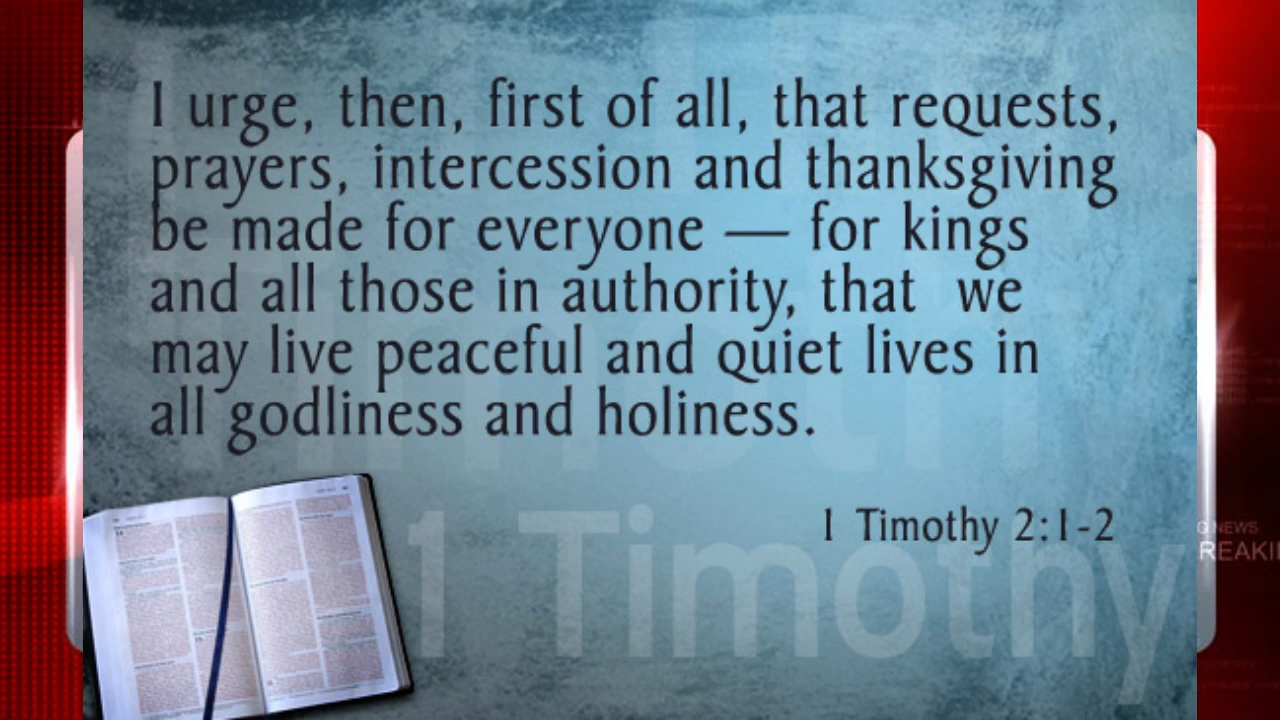 I urge, then, first of all, that requests,
prayers, intercession and thanksgiving
be made for everyone — for kings
and all those in authority, that we
may live peaceful and quiet lives in
all godliness and holiness.
1 Timothy 2:1-2
1 Timothy
NEWS
REAKI